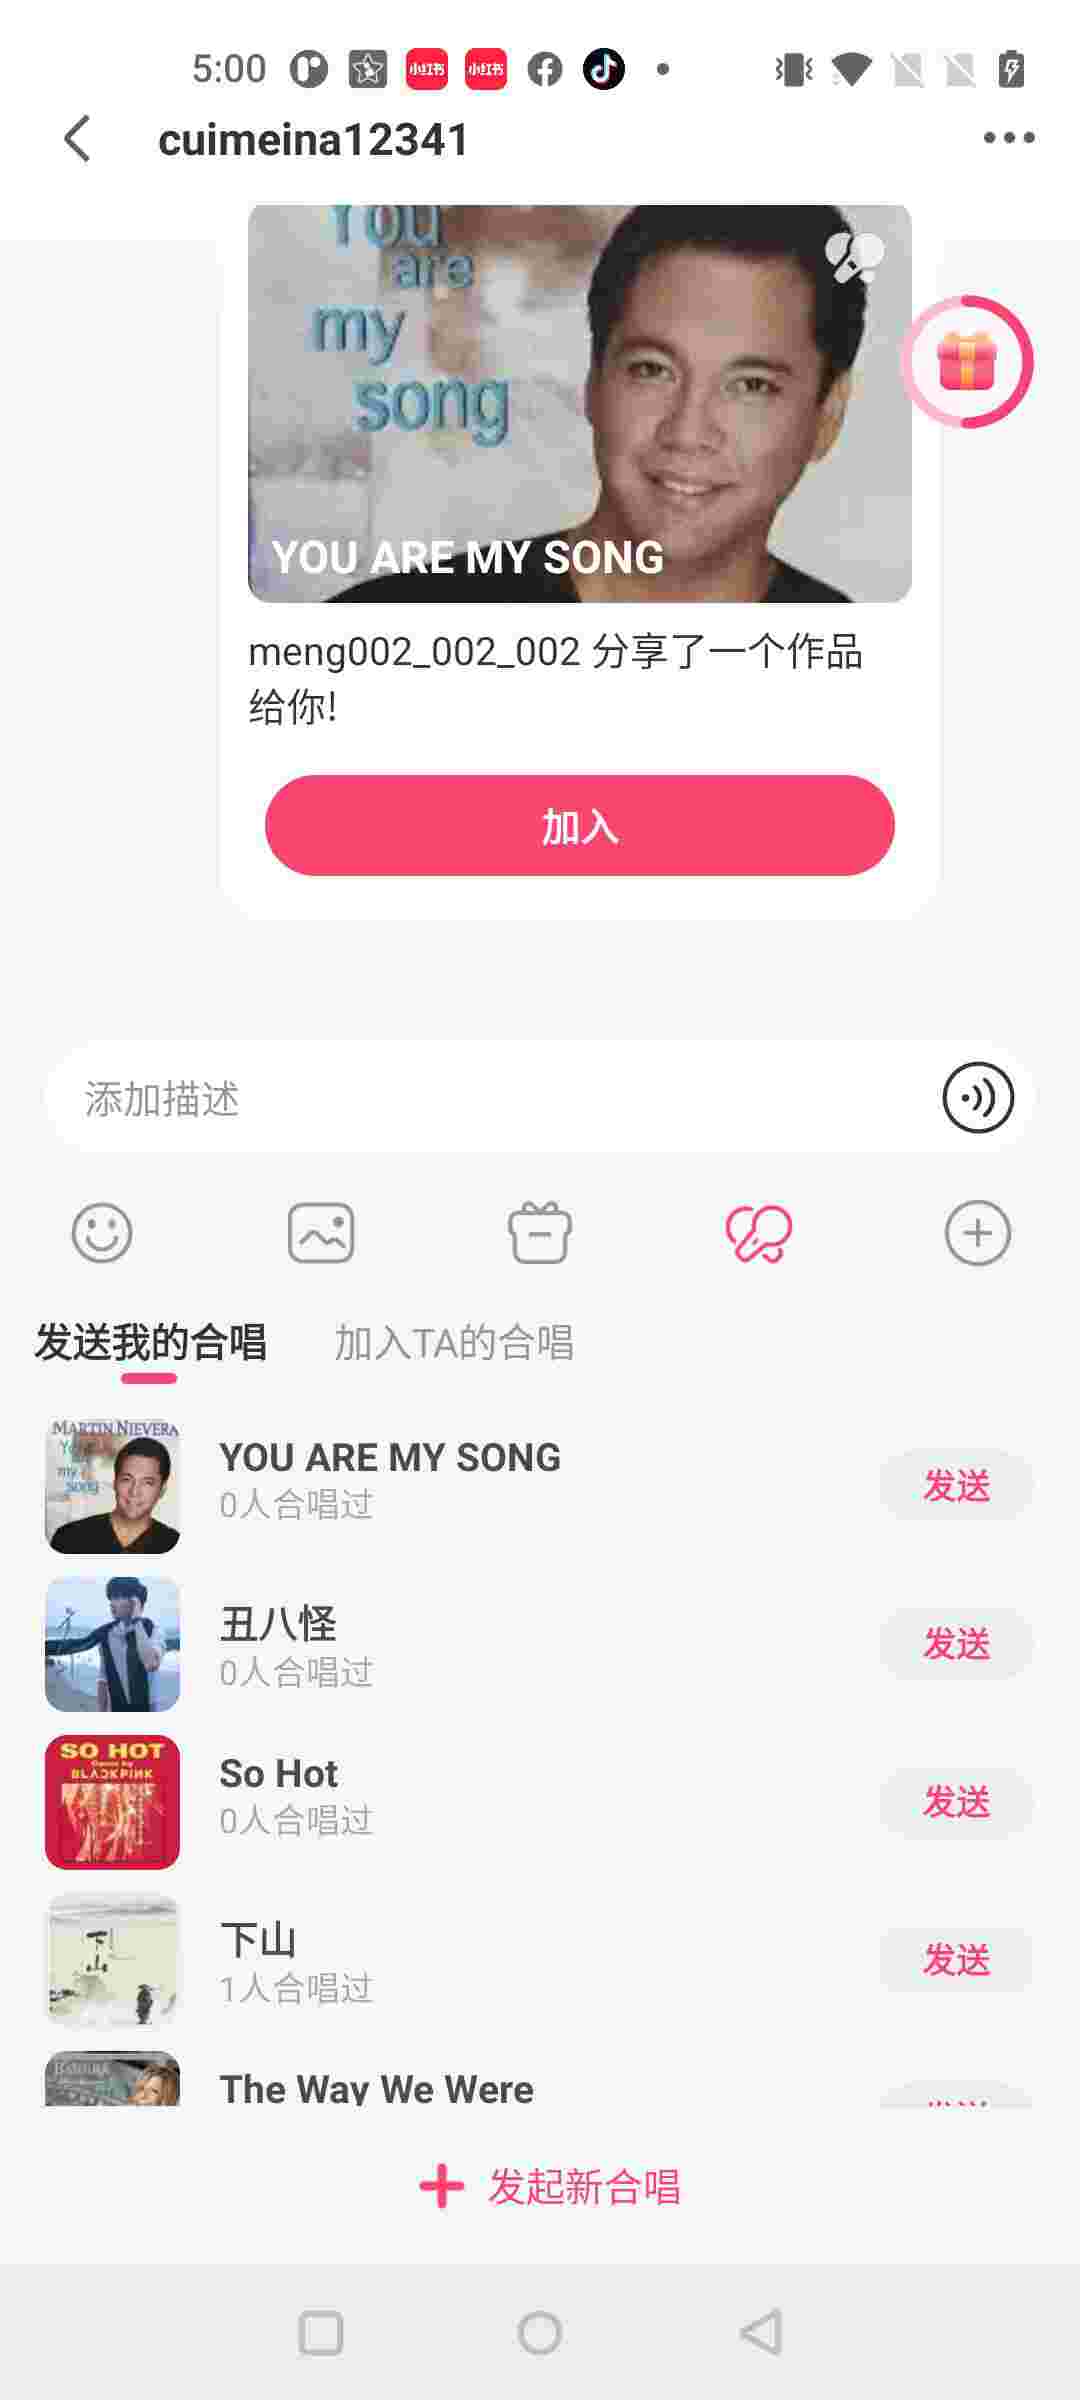 5:00
小红书 小红书
cuimeina12341
You
are
my
song
YOU ARE MY SONG
meng002_002_002 分享了一个作品
给你!
加入
添加描述
发送我的合唱 加入TA的合唱
MARTIN NIEVERA
You
are
my
song
YOU ARE MY SONG
0人合唱过
发送
丑八怪
0人合唱过
发送
SO HOT
BLACKPINK
So Hot
0人合唱过
发送
下山
下山
1人合唱过
发送
BARBRA
The Way We Were
发送
发起新合唱